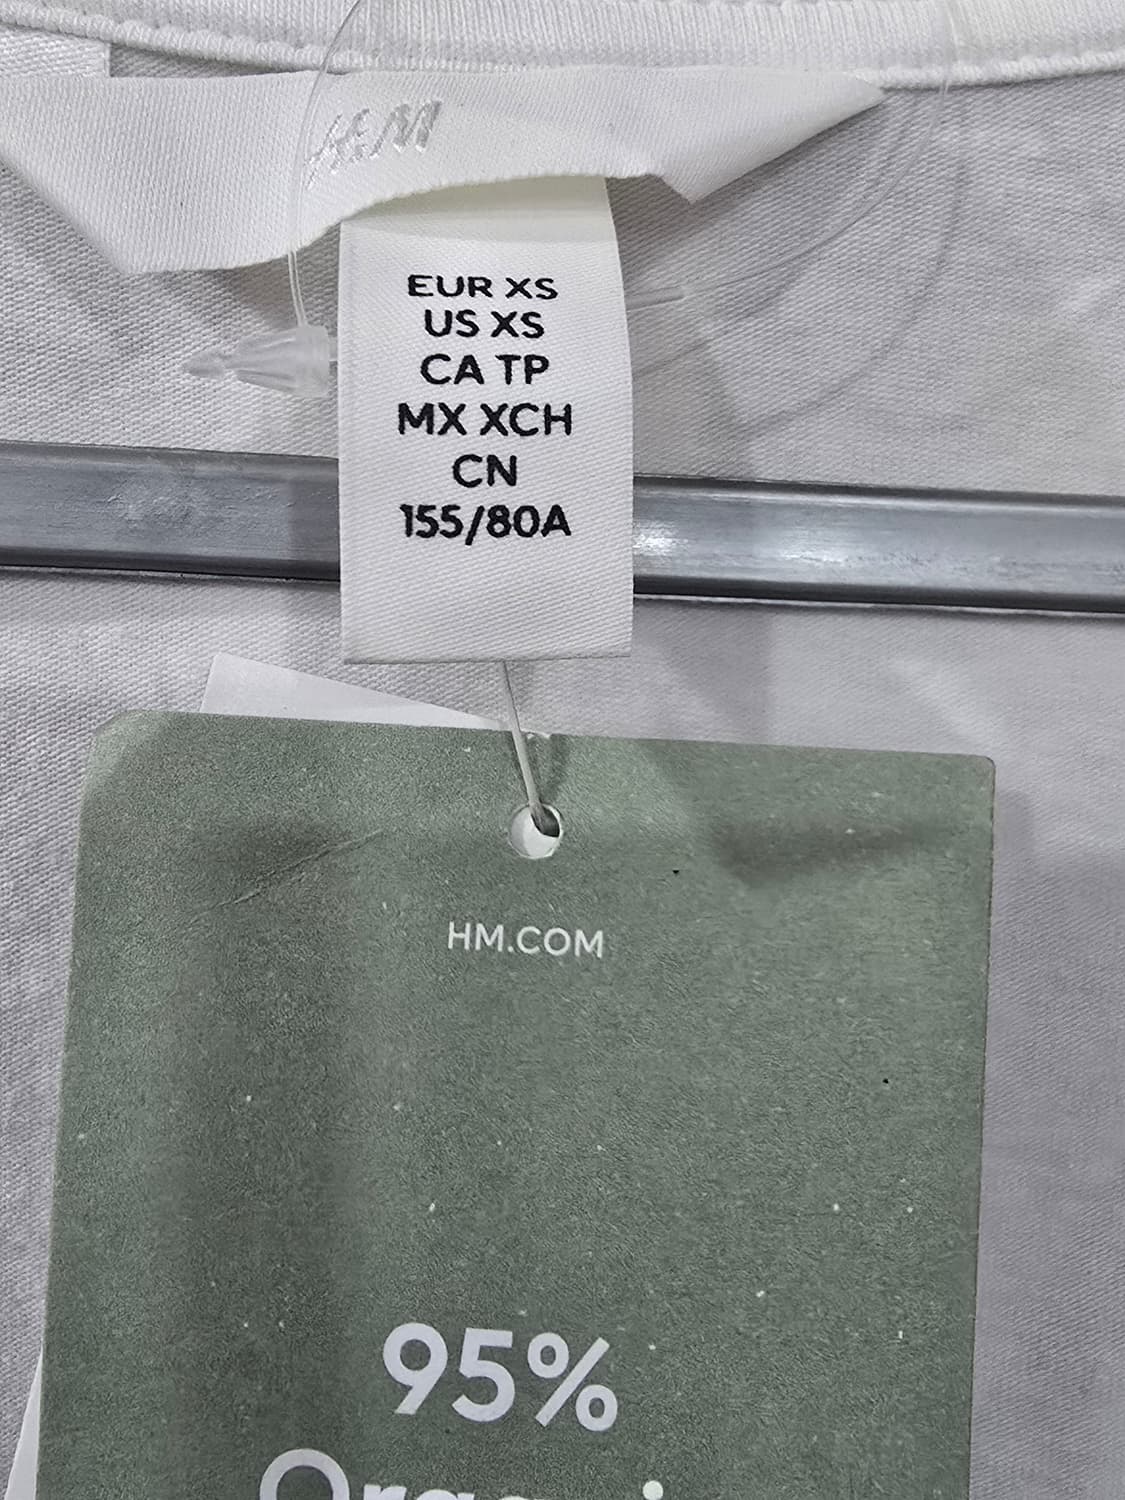 H&M
EUR XS
US XS
CA TP
MX XCH
CN
155/80A
HM.COM
95%